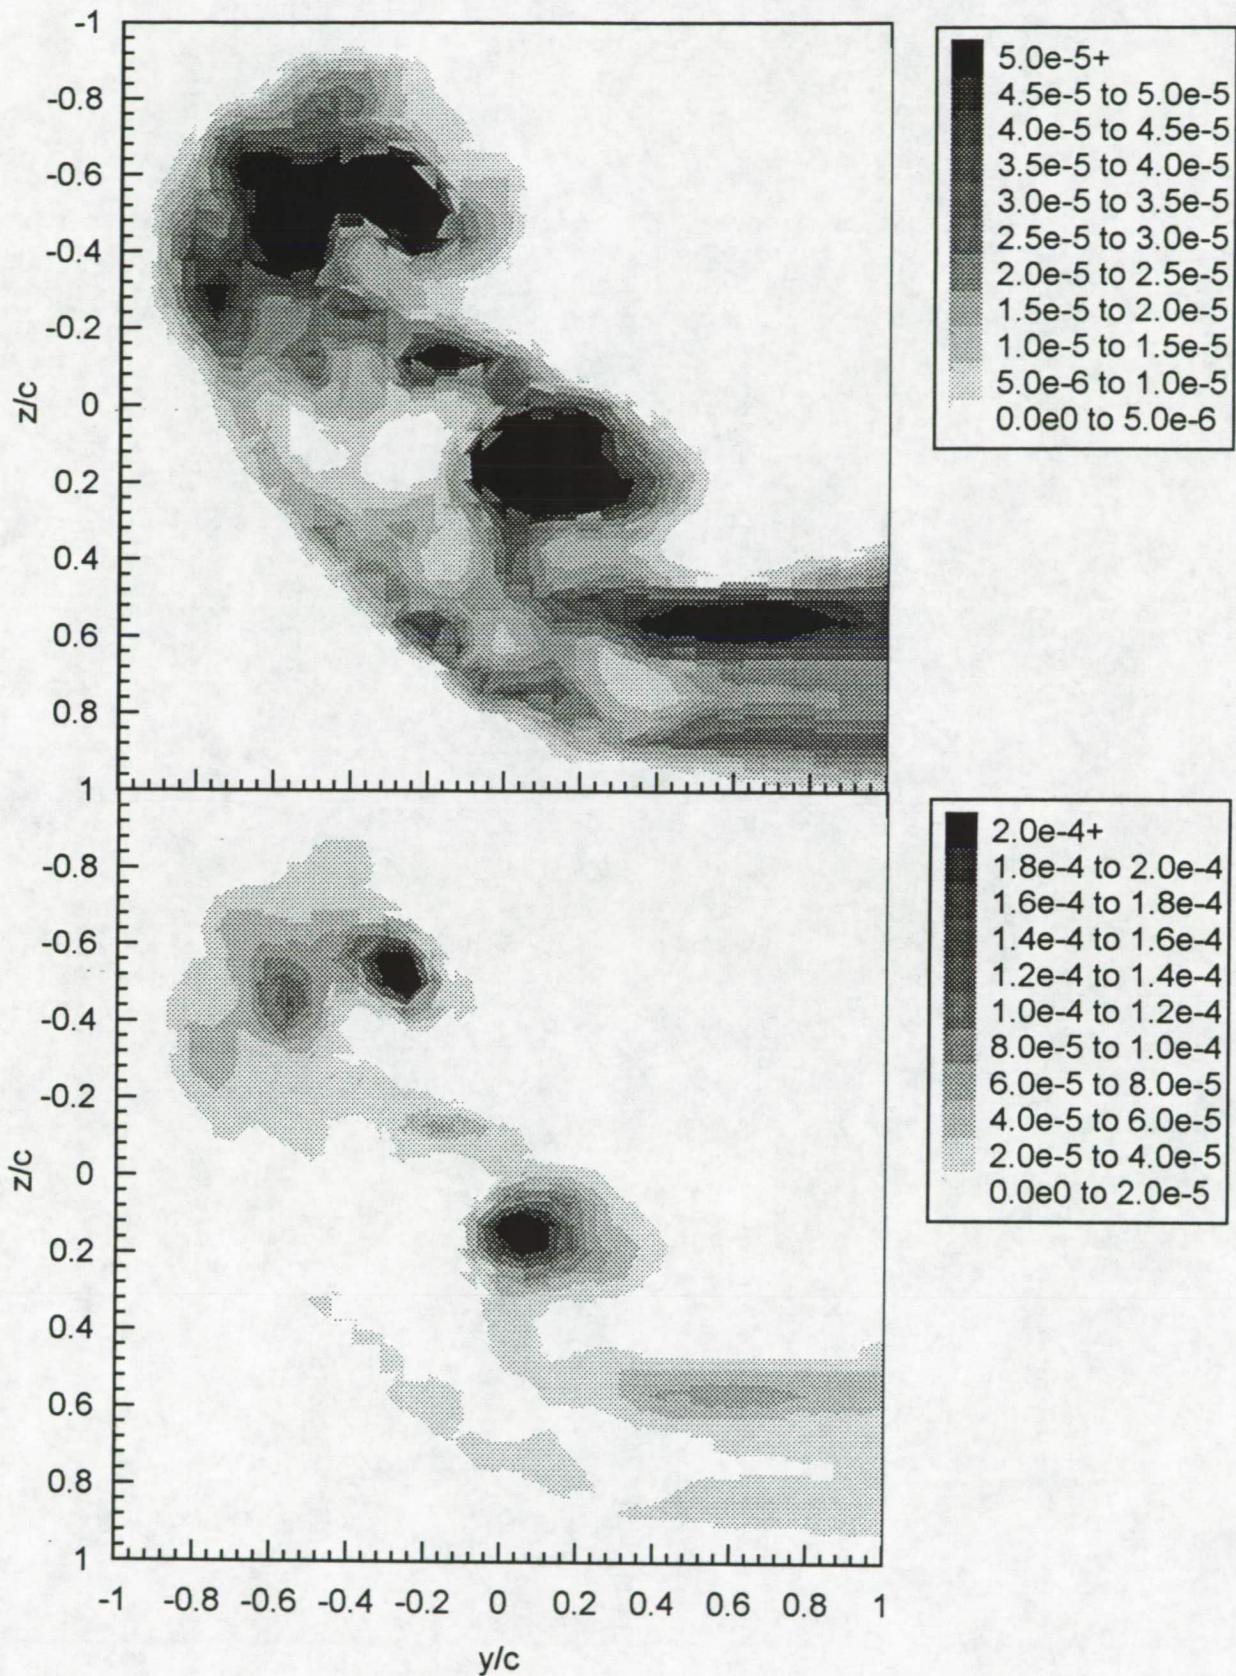 -1
-0.8
-0.6
-0.4
-0.2
0
0.2
0.4
0.6
0.8
1
z/c
5.0e-5+
4.5e-5 to 5.0e-5
4.0e-5 to 4.5e-5
3.5e-5 to 4.0e-5
3.0e-5 to 3.5e-5
2.5e-5 to 3.0e-5
2.0e-5 to 2.5e-5
1.5e-5 to 2.0e-5
1.0e-5 to 1.5e-5
5.0e-6 to 1.0e-5
0.0e0 to 5.0e-6
-0.8
-0.6
-0.4
-0.2
0
0.2
0.4
0.6
0.8
1
z/c
2.0e-4+
1.8e-4 to 2.0e-4
1.6e-4 to 1.8e-4
1.4e-4 to 1.6e-4
1.2e-4 to 1.4e-4
1.0e-4 to 1.2e-4
8.0e-5 to 1.0e-4
6.0e-5 to 8.0e-5
4.0e-5 to 6.0e-5
2.0e-5 to 4.0e-5
0.0e0 to 2.0e-5
-1 -0.8 -0.6 -0.4 -0.2 0 0.2 0.4 0.6 0.8 1
y/c